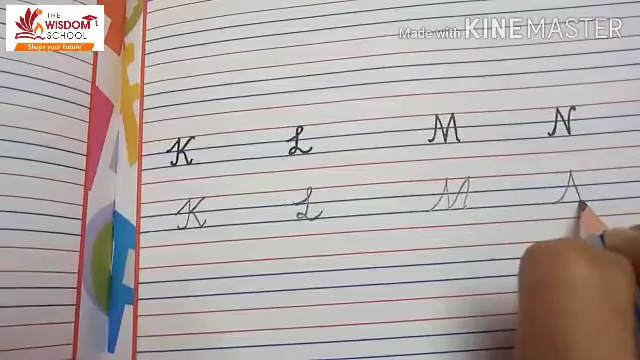 THE
WISDOM
SCHOOL
Shape your Future
Made with KINEMASTER
K L M N
K L M